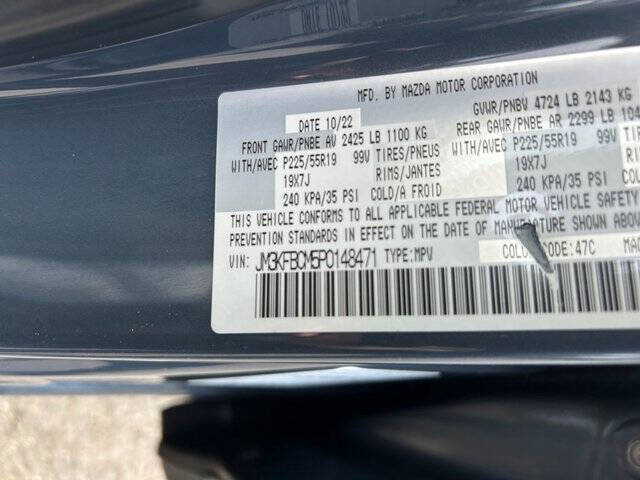 MFD. BY MAZDA MOTOR CORPORATION
DATE 10/22 GVWR/PNBV 4724 LB 2143 KG
FRONT GAWR/PNBE AV 2425 LB 1100 KG REAR GAWR/PNBE AR 2299 LB
WITH/AVEC P225/55R19 99V TIRES/PNEUS WITH/AVEC P225/55R19 99V
19X7J RIMS/JANTES 19X7J
240 KPA/35 PSI COLD/A FROID 240 KPA/35 PSI
THIS VEHICLE CONFORMS TO ALL APPLICABLE FEDERAL MOTOR VEHICLE SAFETY
PREVENTION STANDARDS IN EFFECT ON THE DATE OF MANUFACTURE SHOWN
VIN: JM3KFBCM5P0148471 TYPE:MPV CODE:47C